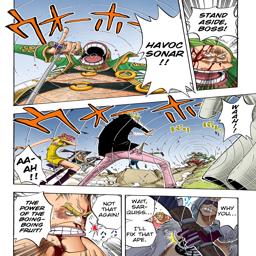 STAND
ASIDE,
BOSS!
HAVOC
SONAR
!!
WAAH!
AA-
AH
!!
WHY
YOU...
WAIT,
SAR-
QUISS...
I'LL
FIX THAT
APE.
NOT
THAT
AGAIN!
THE
POWER OF
THE BOING-
BOING
FRUIT!